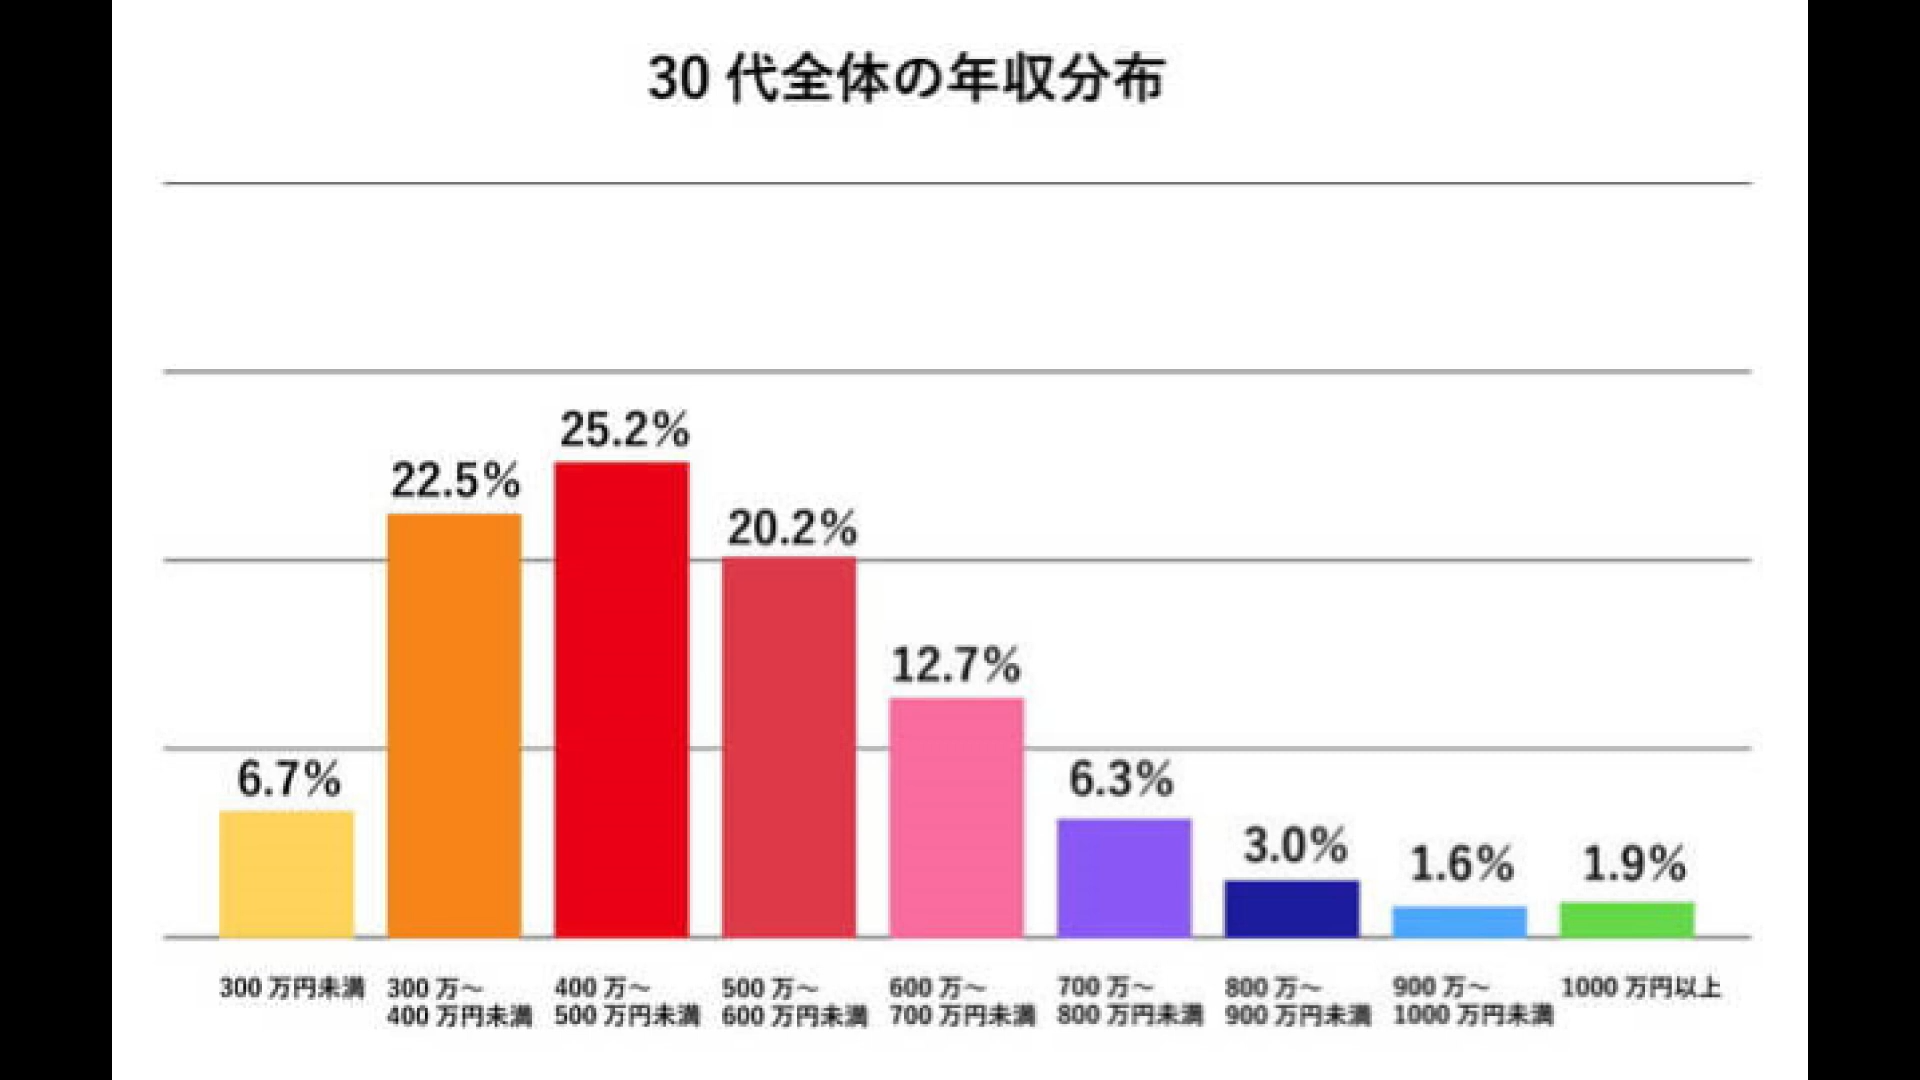 30 代全体の年収分布
25.2%
22.5%
20.2%
12.7%
6.7%
6.3%
3.0%
1.6%
1.9%
300 万円未満
300 万～
400 万円未満
400 万～
500 万円未満
500 万～
600 万円未満
600 万～
700 万円未満
700 万～
800 万円未満
800 万～
900 万円未満
900 万～
1000 万円未満
1000 万円以上